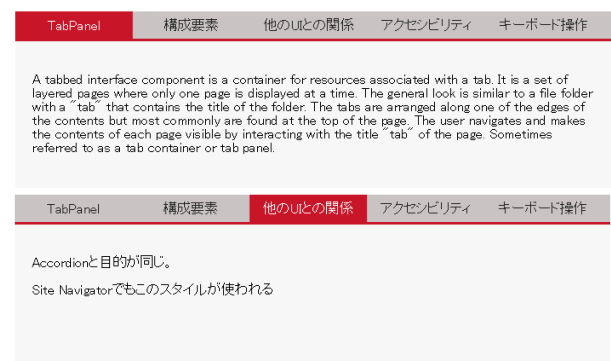 TabPanel 構成要素 他のUIとの関係 アクセシビリティ キーボード操作
A tabbed interface component is a container for resources associated with a tab. It is a set of
layered pages where only one page is displayed at a time. The general look is similar to a file folder
with a ˝tab˝ that contains the title of the folder. The tabs are arranged along one of the edges of
the contents but most commonly are found at the top of the page. The user navigates and makes
the contents of each page visible by interacting with the title ˝tab˝ of the page. Sometimes
referred to as a tab container or tab panel.
TabPanel 構成要素 他のUIとの関係 アクセシビリティ キーボード操作
Accordionと目的が同じ。
Site Navigatorでもこのスタイルが使われる